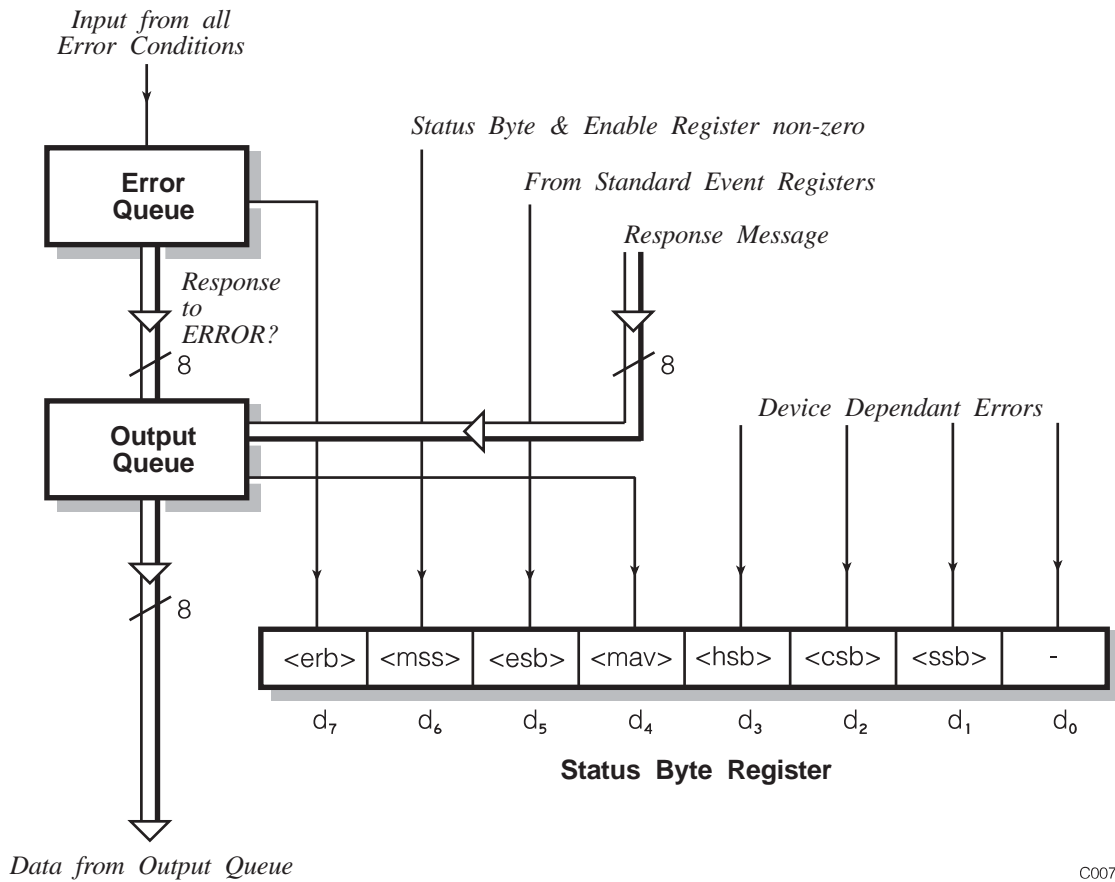 Input from all
Error Conditions
Status Byte & Enable Register non-zero
From Standard Event Registers
Response Message
Error
Queue
Response
to
ERROR?
8
8
Device Dependant Errors
Output
Queue
8
<erb> <mss> <esb> <mav> <hsb> <csb> <ssb> -
d₇ d₆ d₅ d₄ d₃ d₂ d₁ d₀
Status Byte Register
Data from Output Queue
C007